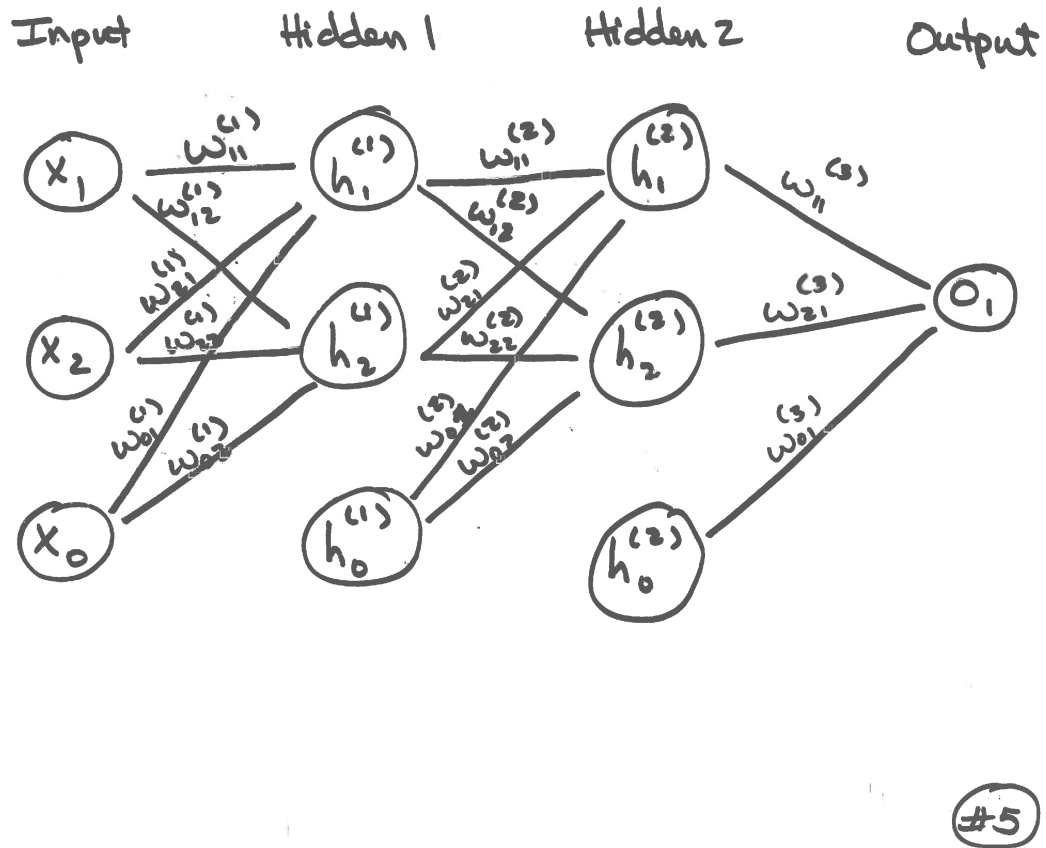 Input Hidden 1 Hidden 2 Output
x₁ w₁₁⁽¹⁾ h₁⁽¹⁾ w₁₁⁽²⁾ h₁⁽²⁾ w₁₁⁽³⁾
w₁₂⁽¹⁾ w₁₂⁽²⁾
w₂₁⁽¹⁾ w₂₁⁽²⁾ w₂₁⁽³⁾ o₁
x₂ w₂₂⁽¹⁾ h₂⁽¹⁾ w₂₂⁽²⁾ h₂⁽²⁾
w₀₁⁽¹⁾ w₀₂⁽¹⁾ w₀₂⁽²⁾ w₀₁⁽³⁾
x₀ h₀⁽¹⁾ h₀⁽²⁾
#5